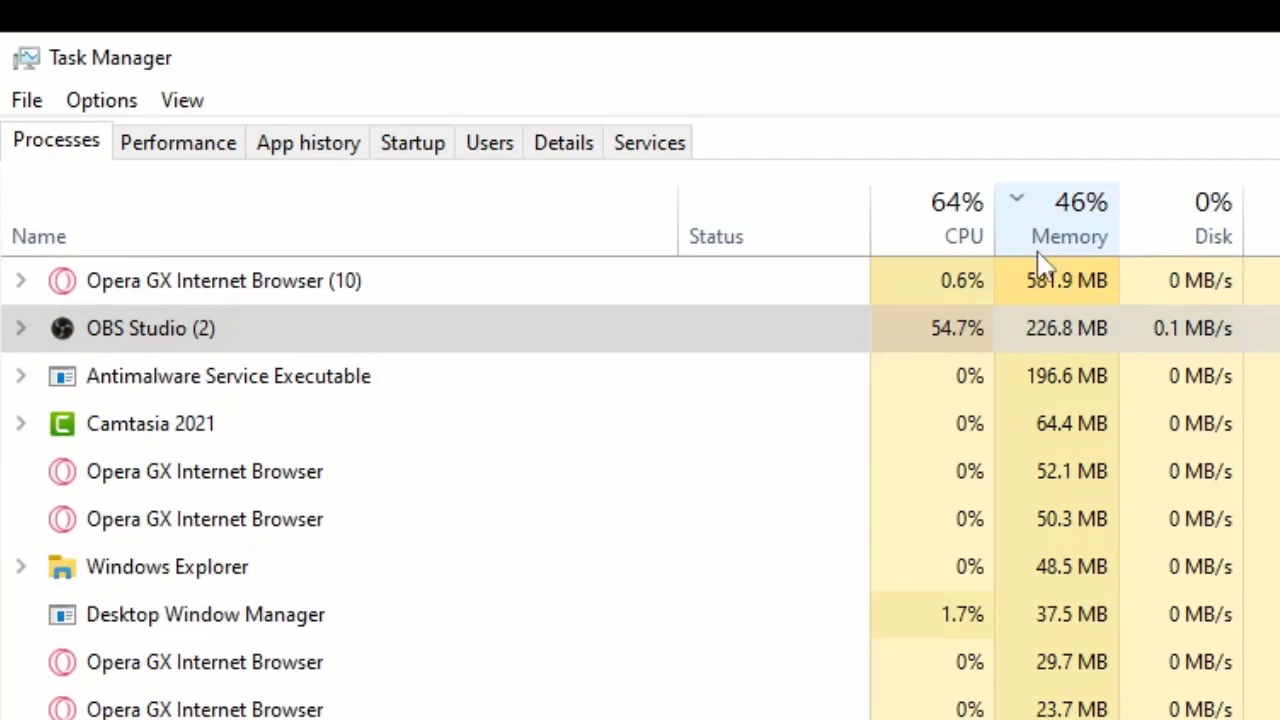 Task Manager
File Options View
Processes Performance App history Startup Users Details Services
64% 46% 0%
Name Status CPU Memory Disk
Opera GX Internet Browser (10) 0.6% 581.9 MB 0 MB/s
OBS Studio (2) 54.7% 226.8 MB 0.1 MB/s
Antimalware Service Executable 0% 196.6 MB 0 MB/s
Camtasia 2021 0% 64.4 MB 0 MB/s
Opera GX Internet Browser 0% 52.1 MB 0 MB/s
Opera GX Internet Browser 0% 50.3 MB 0 MB/s
Windows Explorer 0% 48.5 MB 0 MB/s
Desktop Window Manager 1.7% 37.5 MB 0 MB/s
Opera GX Internet Browser 0% 29.7 MB 0 MB/s
Opera GX Internet Browser 0% 23.7 MB 0 MB/s